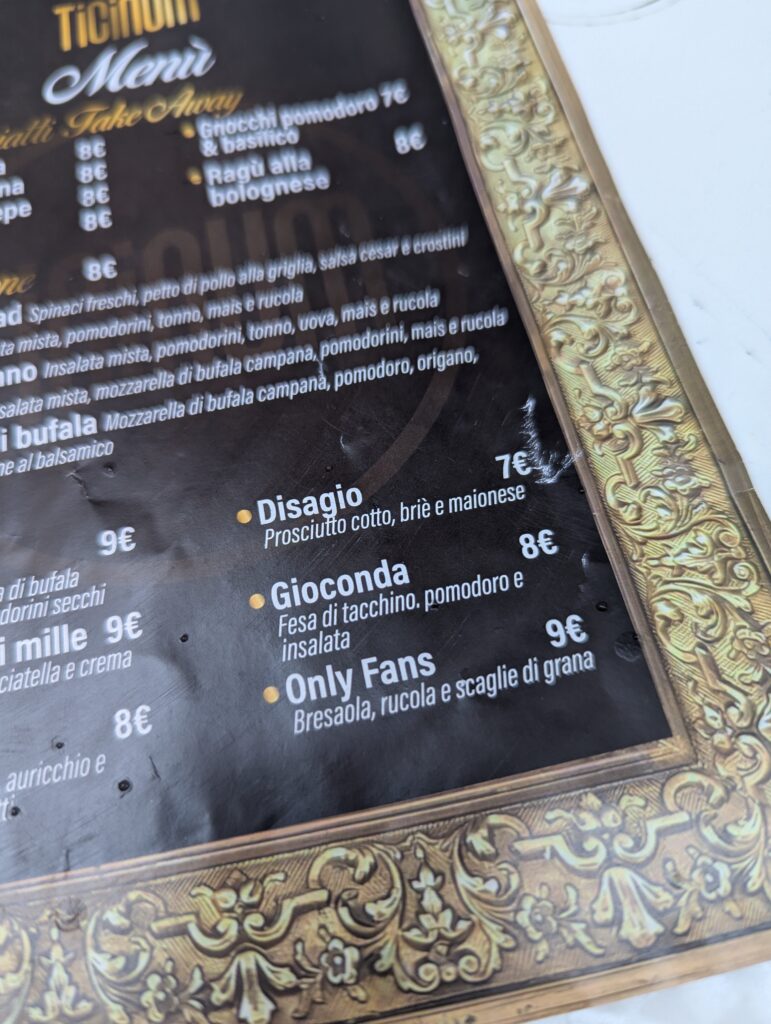 TICINUM
Menù
Take Away
8€
8€
8€
8€
Gnocchi pomodoro 7€
& basilico
Ragù alla 8€
bolognese
8€
Spinaci freschi, petto di pollo alla griglia, salsa cesar e crostini
mista, pomodorini, tonno, mais e rucola
Insalata mista, pomodorini, tonno, uova, mais e rucola
mista, mozzarella di bufala campana, pomodorini, mais e rucola
bufala Mozzarella di bufala campana, pomodoro, orígano,
al balsamico
9€
di bufala
secchi
mille 9€
e crema
8€
auricchio e
Disagio 7€
Prosciutto cotto, briè e maionese
Gioconda 8€
Fesa di tacchino. pomodoro e
insalata
Only Fans 9€
Bresaola, rucola e scaglie di grana